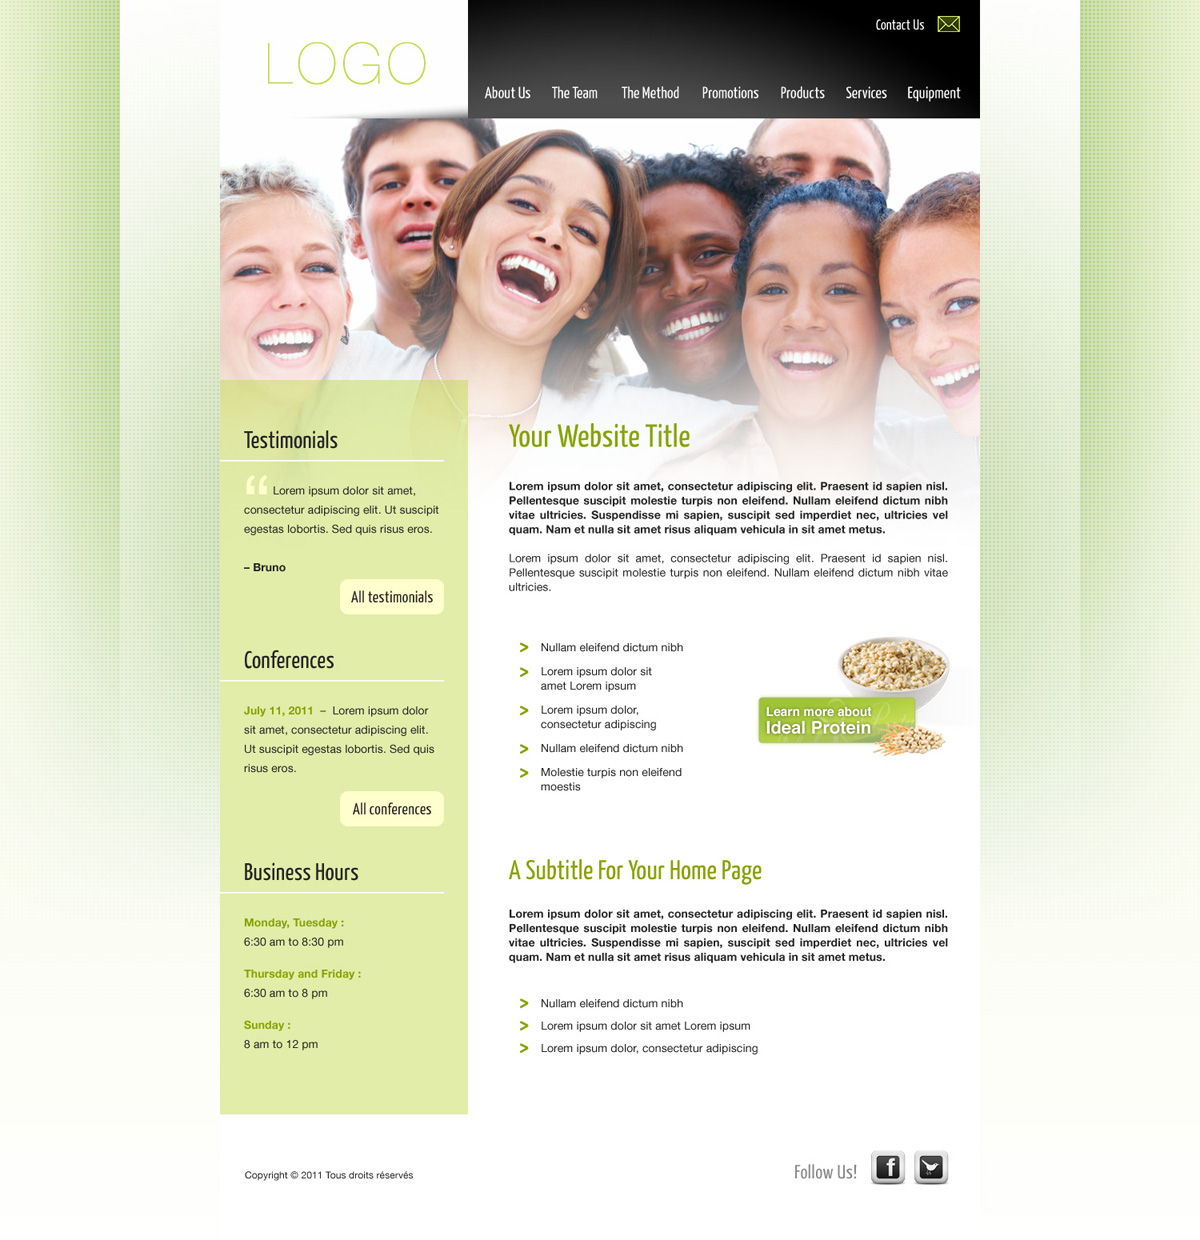 LOGO
Contact Us
About Us The Team The Method Promotions Products Services Equipment
Testimonials
“ Lorem ipsum dolor sit amet,
consectetur adipiscing elit. Ut suscipit
egestas lobortis. Sed quis risus eros.
– Bruno
All testimonials
Conferences
July 11, 2011 – Lorem ipsum dolor
sit amet, consectetur adipiscing elit.
Ut suscipit egestas lobortis. Sed quis
risus eros.
All conferences
Business Hours
Monday, Tuesday :
6:30 am to 8:30 pm
Thursday and Friday :
6:30 am to 8 pm
Sunday :
8 am to 12 pm
Your Website Title
Lorem ipsum dolor sit amet, consectetur adipiscing elit. Praesent id sapien nisl.
Pellentesque suscipit molestie turpis non eleifend. Nullam eleifend dictum nibh
vitae ultricies. Suspendisse mi sapien, suscipit sed imperdiet nec, ultricies vel
quam. Nam et nulla sit amet risus aliquam vehicula in sit amet metus.
Lorem ipsum dolor sit amet, consectetur adipiscing elit. Praesent id sapien nisl.
Pellentesque suscipit molestie turpis non eleifend. Nullam eleifend dictum nibh vitae
ultricies.
> Nullam eleifend dictum nibh
> Lorem ipsum dolor sit
amet Lorem ipsum
> Lorem ipsum dolor,
consectetur adipiscing
> Nullam eleifend dictum nibh
> Molestie turpis non eleifend
moestis
Learn more about
Ideal Protein
A Subtitle For Your Home Page
Lorem ipsum dolor sit amet, consectetur adipiscing elit. Praesent id sapien nisl.
Pellentesque suscipit molestie turpis non eleifend. Nullam eleifend dictum nibh
vitae ultricies. Suspendisse mi sapien, suscipit sed imperdiet nec, ultricies vel
quam. Nam et nulla sit amet risus aliquam vehicula in sit amet metus.
> Nullam eleifend dictum nibh
> Lorem ipsum dolor sit amet Lorem ipsum
> Lorem ipsum dolor, consectetur adipiscing
Copyright © 2011 Tous droits réservés
Follow Us! f